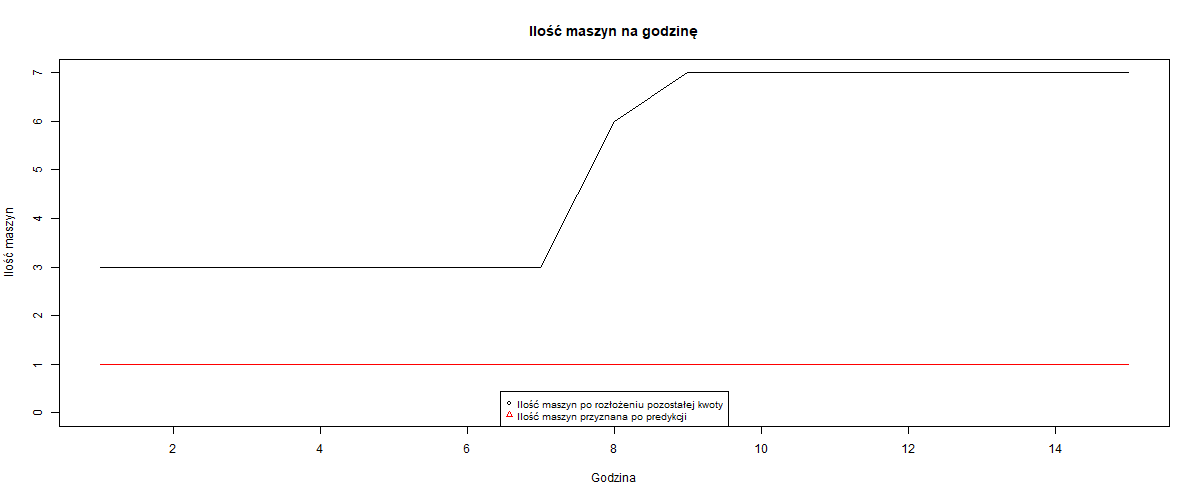 Ilość maszyn na godzinę
Ilość maszyn
7
6
5
4
3
2
1
0
Ilość maszyn po rozłożeniu pozostałej kwoty
Ilość maszyn przyznana po predykcji
2 4 6 8 10 12 14
Godzina